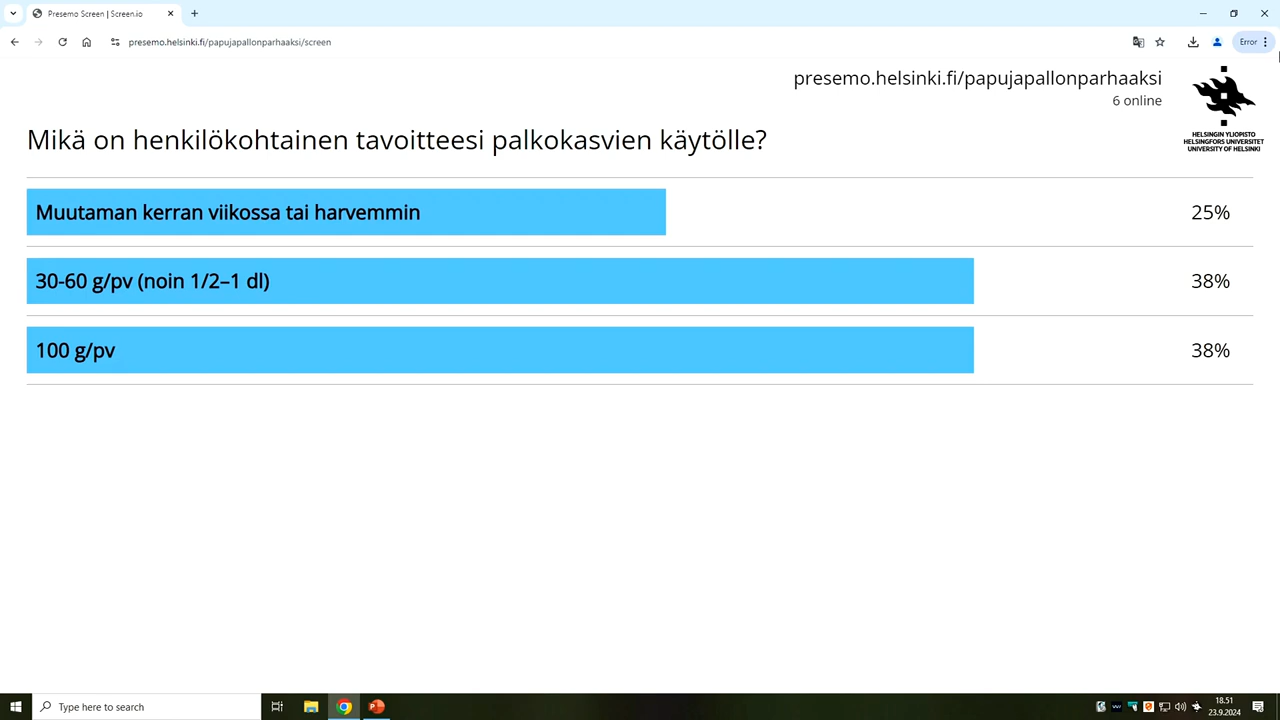 Presemo Screen | Screen.io
presemo.helsinki.fi/papujapallonparhaaksi/screen
Error
presemo.helsinki.fi/papujapallonparhaaksi
6 online
HELSINGIN YLIOPISTO
HELSINGFORS UNIVERSITET
UNIVERSITY OF HELSINKI
Mikä on henkilökohtainen tavoitteesi palkokasvien käytölle?
Muutaman kerran viikossa tai harvemmin 25%
30-60 g/pv (noin 1/2–1 dl) 38%
100 g/pv 38%
Type here to search
18.51
23.9.2024